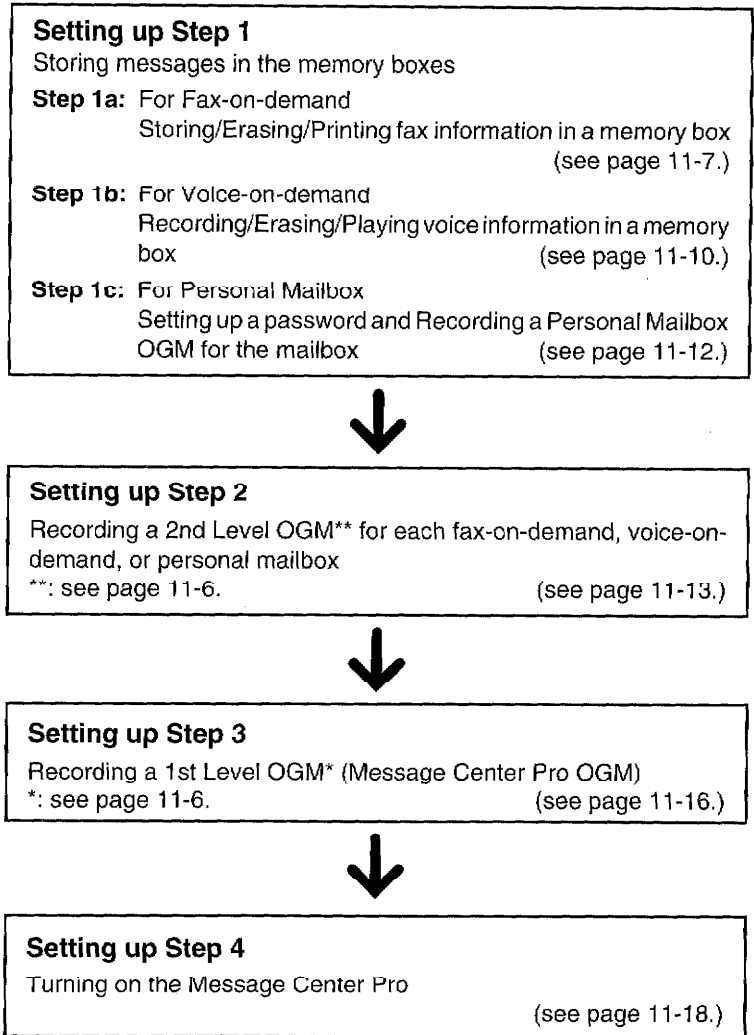 Setting up Step 1
Storing messages in the memory boxes
Step 1a: For Fax-on-demand
Storing/Erasing/Printing fax information in a memory box
(see page 11-7.)
Step 1b: For Voice-on-demand
Recording/Erasing/Playing voice information in a memory
box (see page 11-10.)
Step 1c: For Personal Mailbox
Setting up a password and Recording a Personal Mailbox
OGM for the mailbox (see page 11-12.)
Setting up Step 2
Recording a 2nd Level OGM** for each fax-on-demand, voice-on-
demand, or personal mailbox
**: see page 11-6. (see page 11-13.)
Setting up Step 3
Recording a 1st Level OGM* (Message Center Pro OGM)
*: see page 11-6. (see page 11-16.)
Setting up Step 4
Turning on the Message Center Pro
(see page 11-18.)